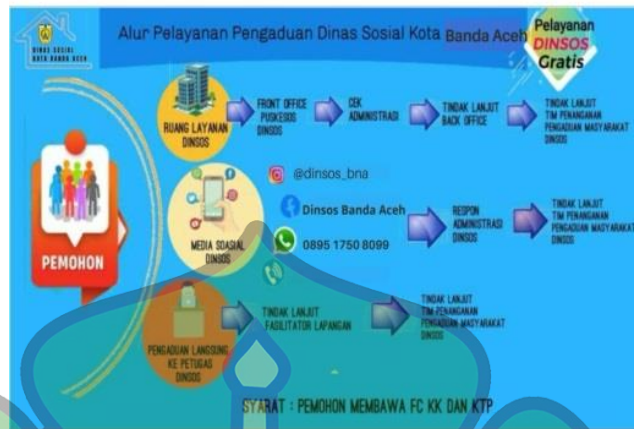 DINAS SOSIAL
KOTA BANDA ACEH
Alur Pelayanan Pengaduan Dinas Sosial Kota Banda Aceh
Pelayanan
DINSOS
Gratis
PEMOHON
RUANG LAYANAN
DINSOS
FRONT OFFICE
PUSKESOS
DINSOS
CEK
ADMINISTRASI
TINDAK LANJUT
BACK OFFICE
TINDAK LANJUT
TIM PENANGANAN
PENGADUAN MASYARAKAT
DINSOS
MEDIA SOASIAL
DINSOS
@dinsos_bna
Dinsos Banda Aceh
0895 1750 8099
RESPON
ADMINISTRASI
DINSOS
TINDAK LANJUT
TIM PENANGANAN
PENGADUAN MASYARAKAT
DINSOS
PENGADUAN LANGSUNG
KE PETUGAS
DINSOS
TINDAK LANJUT
FASILITATOR LAPANGAN
TINDAK LANJUT
TIM PENANGANAN
PENGADUAN MASYARAKAT
DINSOS
SYARAT : PEMOHON MEMBAWA FC KK DAN KTP